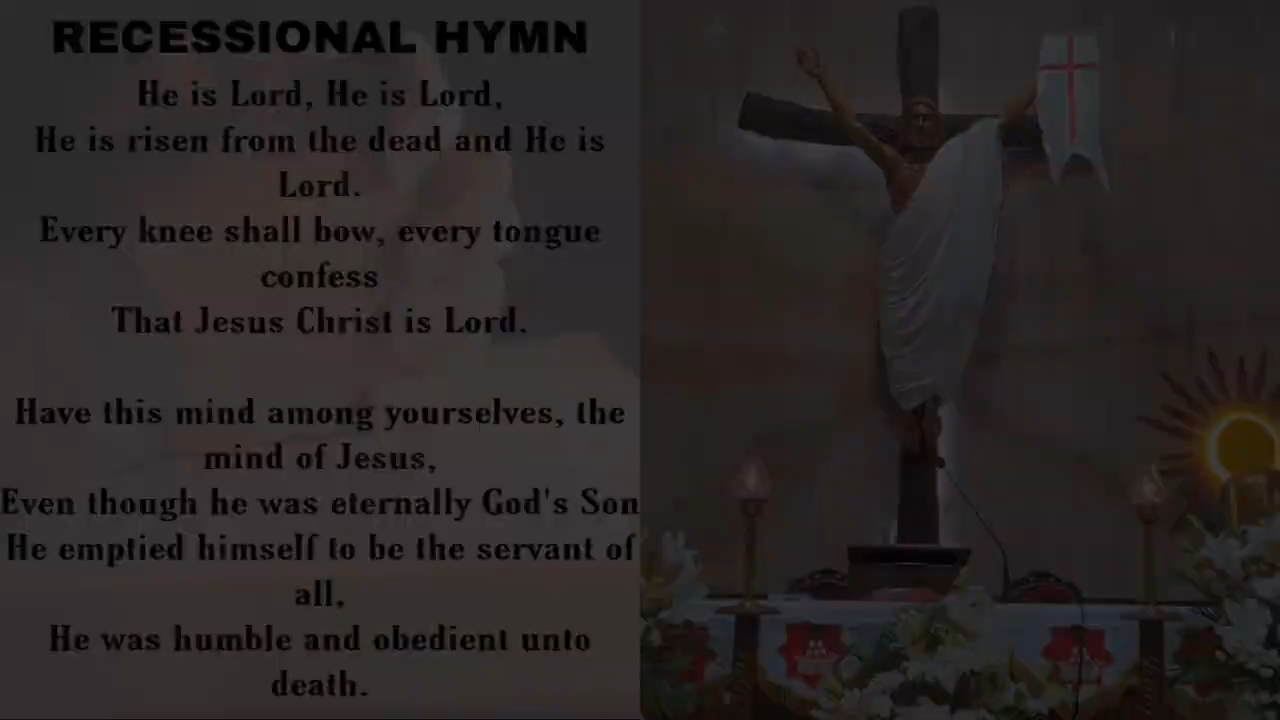 RECESSIONAL HYMN
He is Lord, He is Lord,
He is risen from the dead and He is
Lord.
Every knee shall bow, every tongue
confess
That Jesus Christ is Lord.
Have this mind among yourselves, the
mind of Jesus,
Even though he was eternally God's Son
He emptied himself to be the servant of
all,
He was humble and obedient unto
death.